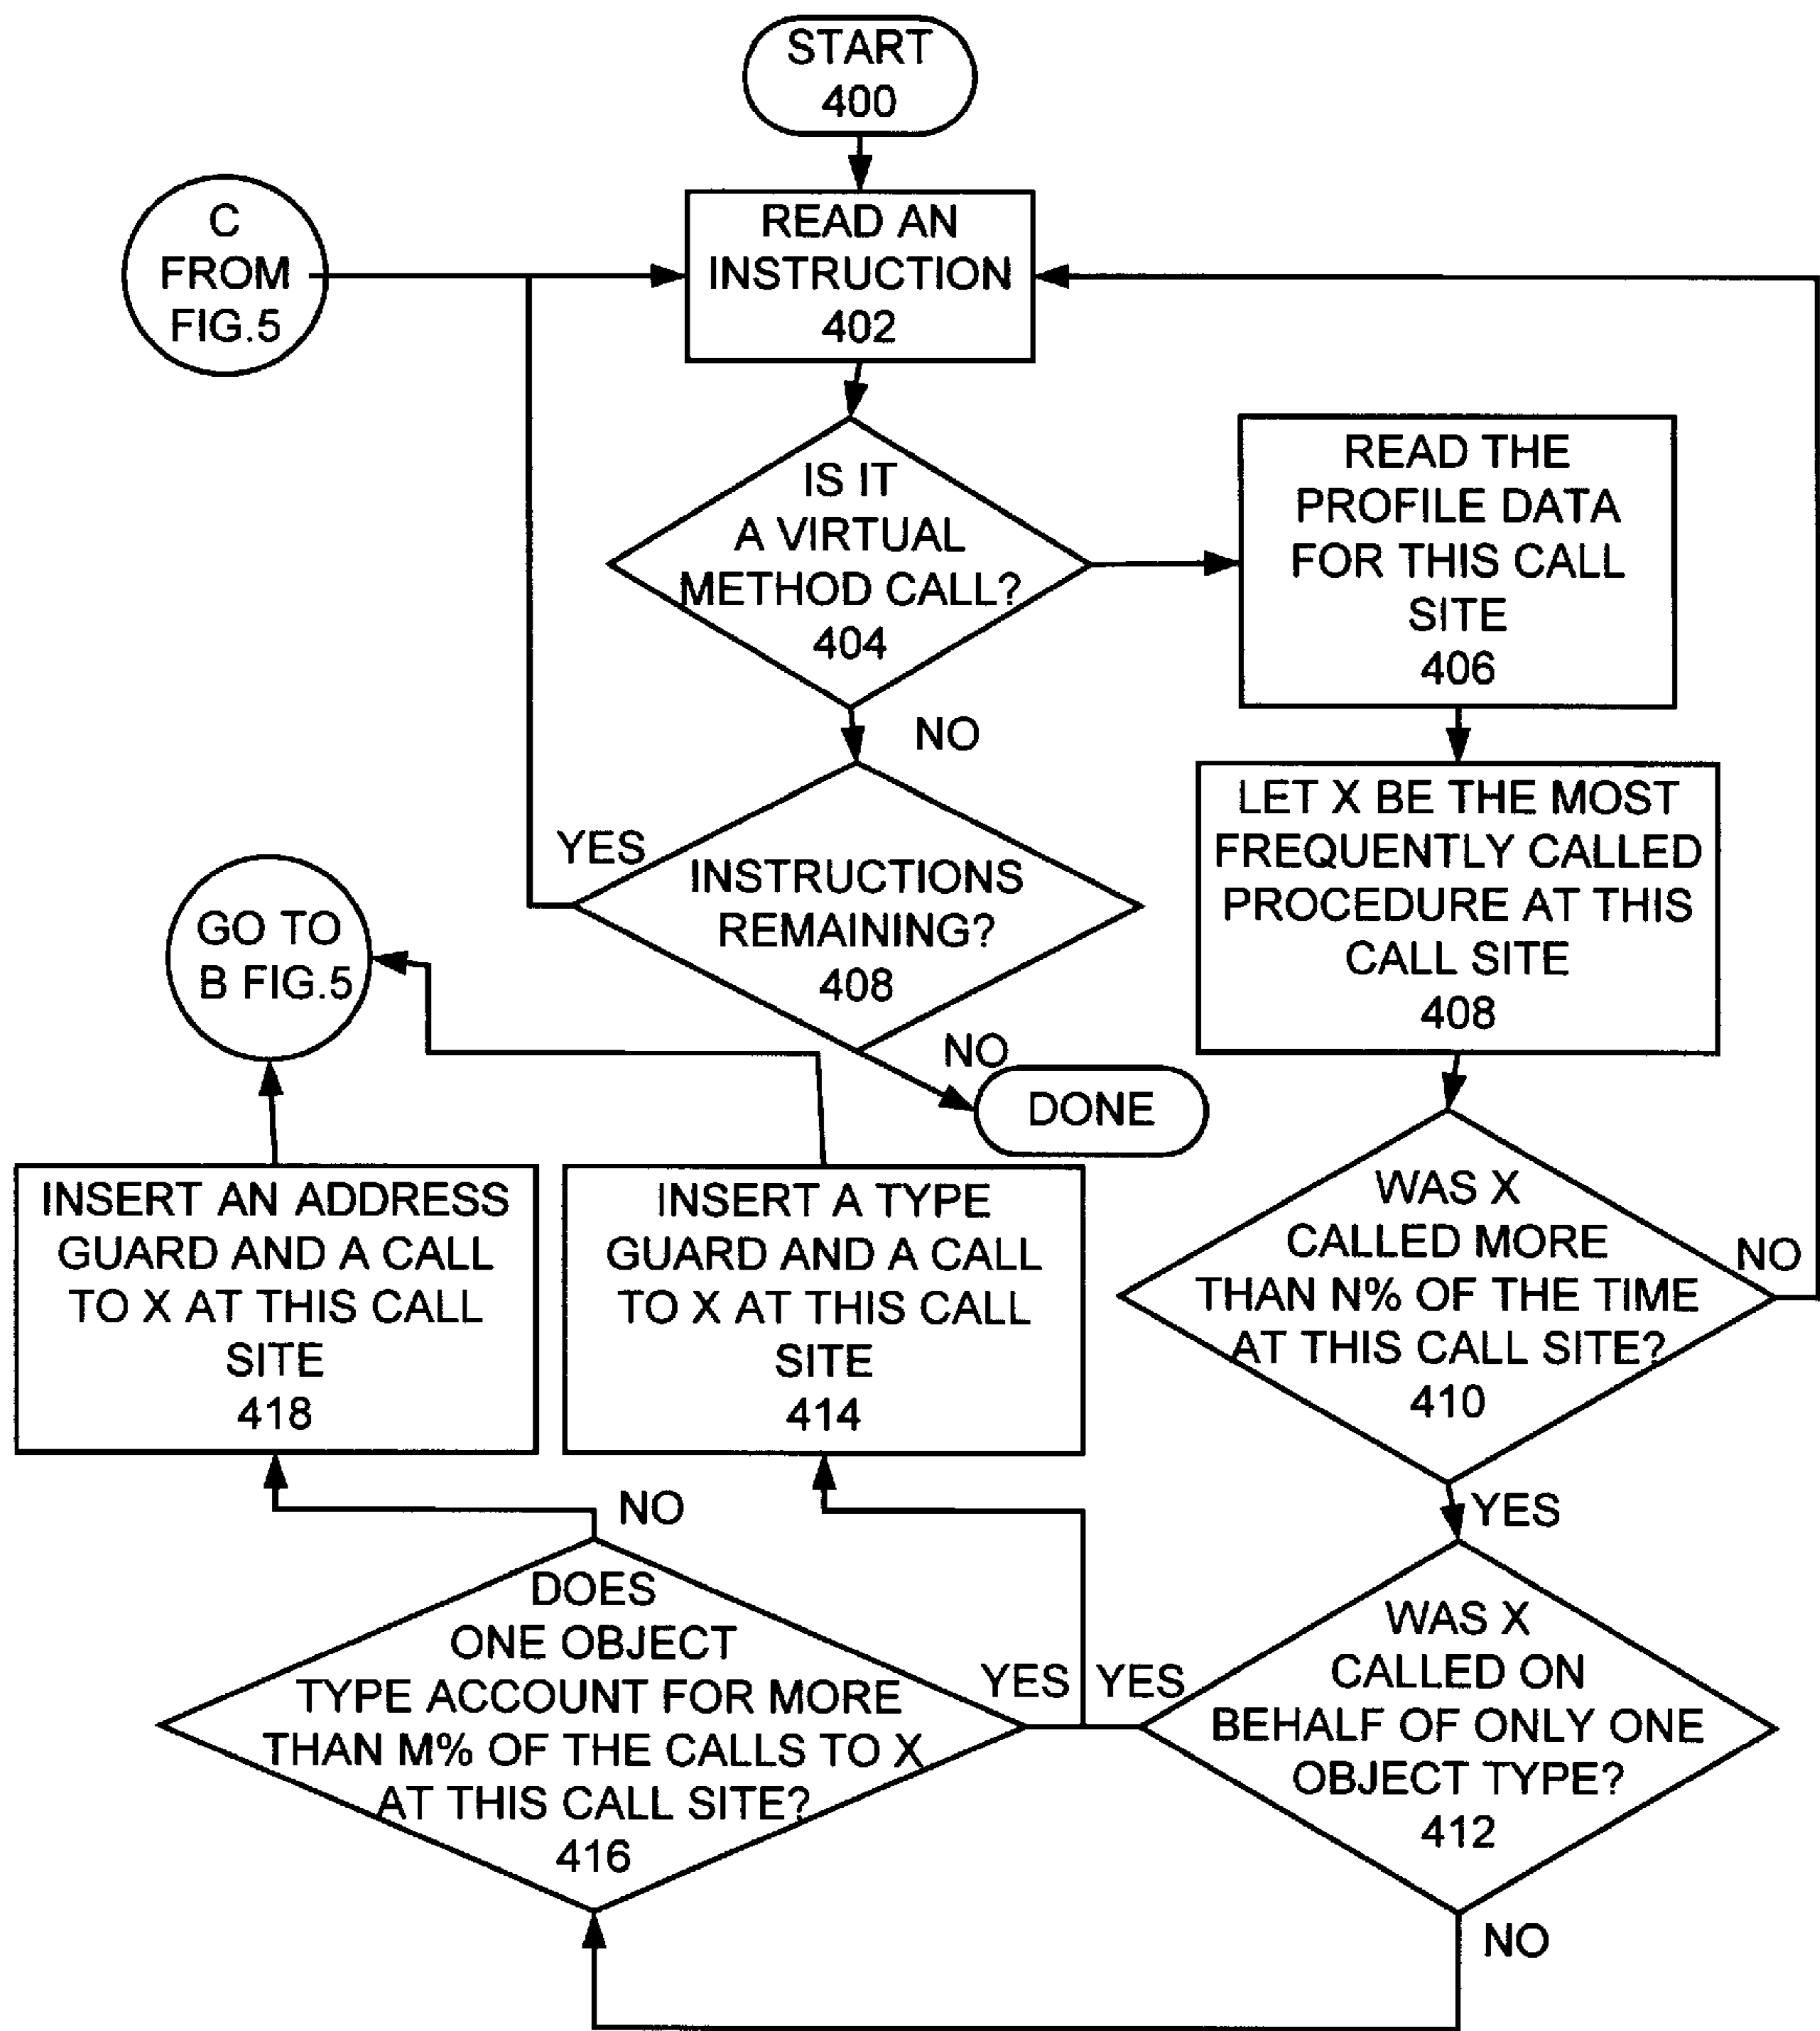 START
400
C
FROM
FIG.5
READ AN
INSTRUCTION
402
IS IT
A VIRTUAL
METHOD CALL?
404
READ THE
PROFILE DATA
FOR THIS CALL
SITE
406
NO
LET X BE THE MOST
FREQUENTLY CALLED
PROCEDURE AT THIS
CALL SITE
408
YES
INSTRUCTIONS
REMAINING?
408
GO TO
B FIG.5
NO
DONE
INSERT AN ADDRESS
GUARD AND A CALL
TO X AT THIS CALL
SITE
418
INSERT A TYPE
GUARD AND A CALL
TO X AT THIS CALL
SITE
414
WAS X
CALLED MORE
THAN N% OF THE TIME
AT THIS CALL SITE?
410
NO
YES
NO
DOES
ONE OBJECT
TYPE ACCOUNT FOR MORE
THAN M% OF THE CALLS TO X
AT THIS CALL SITE?
416
YES
YES
WAS X
CALLED ON
BEHALF OF ONLY ONE
OBJECT TYPE?
412
NO